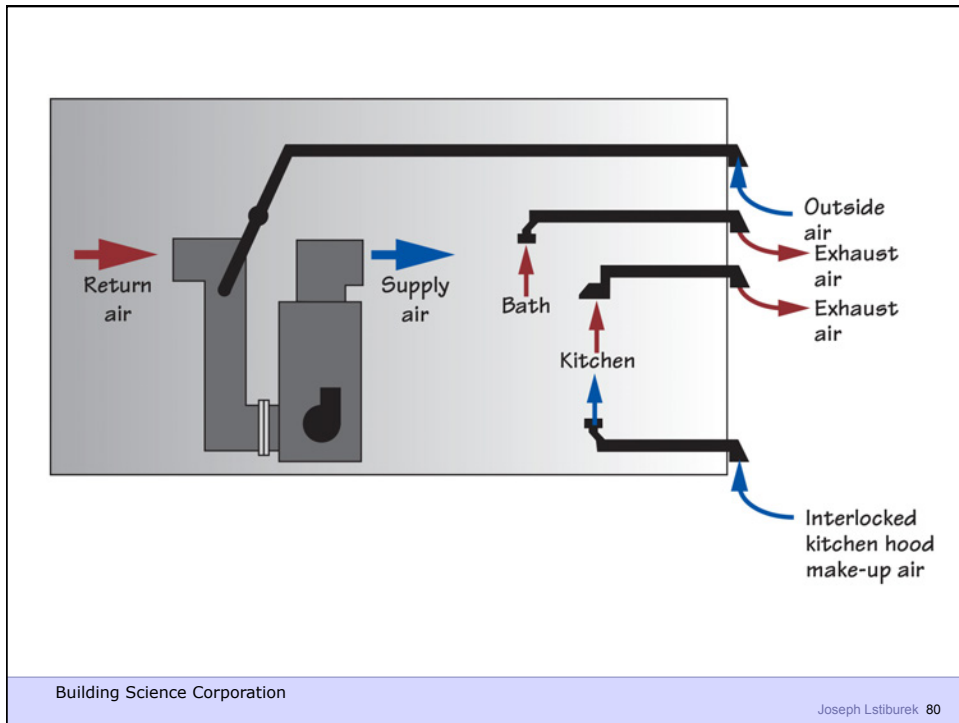 Outside
air
Exhaust
air
Return
air
Supply
air
Bath
Exhaust
air
Kitchen
Interlocked
kitchen hood
make-up air
Building Science Corporation
Joseph Lstiburek 80